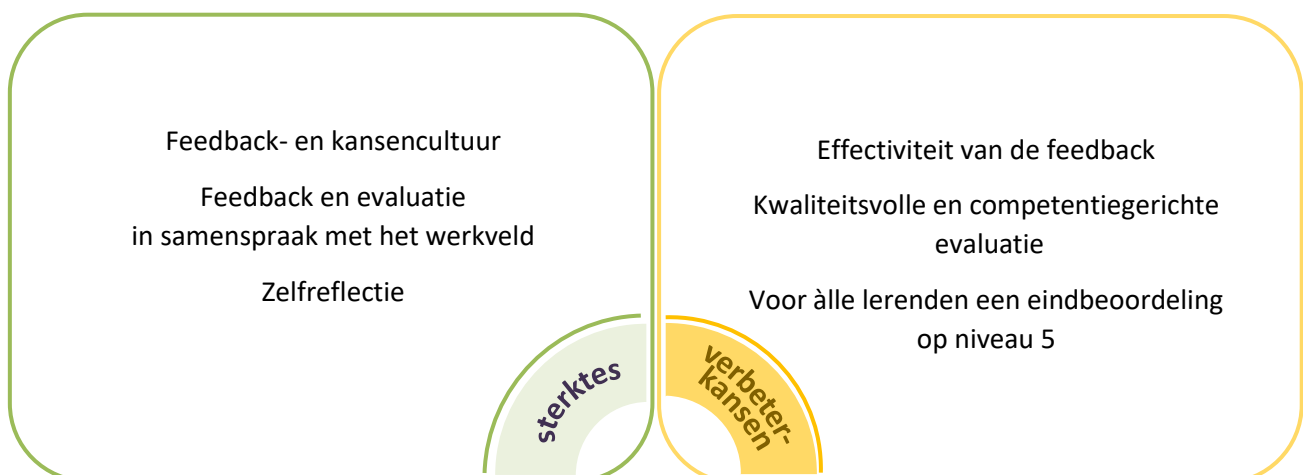 Feedback- en kansencultuur
Feedback en evaluatie
in samenspraak met het werkveld
Zelfreflectie
sterktes
Effectiviteit van de feedback
Kwaliteitsvolle en competentiegerichte
evaluatie
Voor àlle lerenden een eindbeoordeling
op niveau 5
verbeter-
kansen